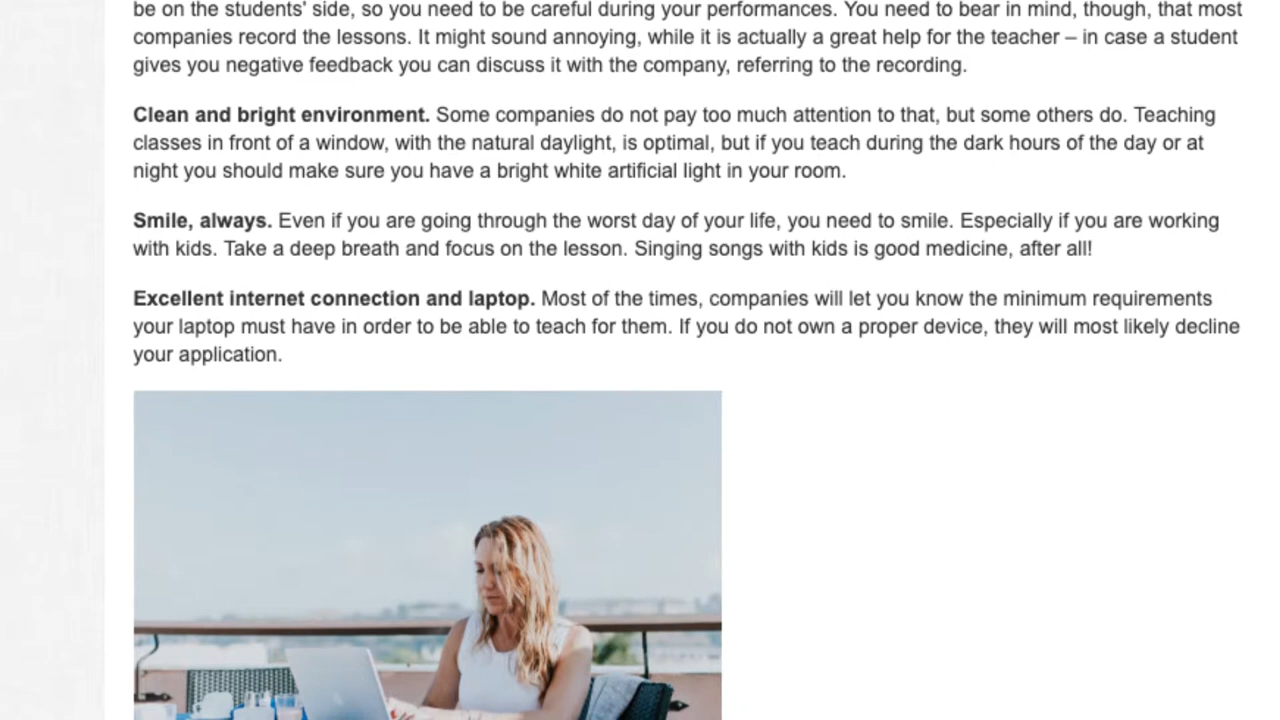 be on the students' side, so you need to be careful during your performances. You need to bear in mind, though, that most
companies record the lessons. It might sound annoying, while it is actually a great help for the teacher – in case a student
gives you negative feedback you can discuss it with the company, referring to the recording.
Clean and bright environment. Some companies do not pay too much attention to that, but some others do. Teaching
classes in front of a window, with the natural daylight, is optimal, but if you teach during the dark hours of the day or at
night you should make sure you have a bright white artificial light in your room.
Smile, always. Even if you are going through the worst day of your life, you need to smile. Especially if you are working
with kids. Take a deep breath and focus on the lesson. Singing songs with kids is good medicine, after all!
Excellent internet connection and laptop. Most of the times, companies will let you know the minimum requirements
your laptop must have in order to be able to teach for them. If you do not own a proper device, they will most likely decline
your application.